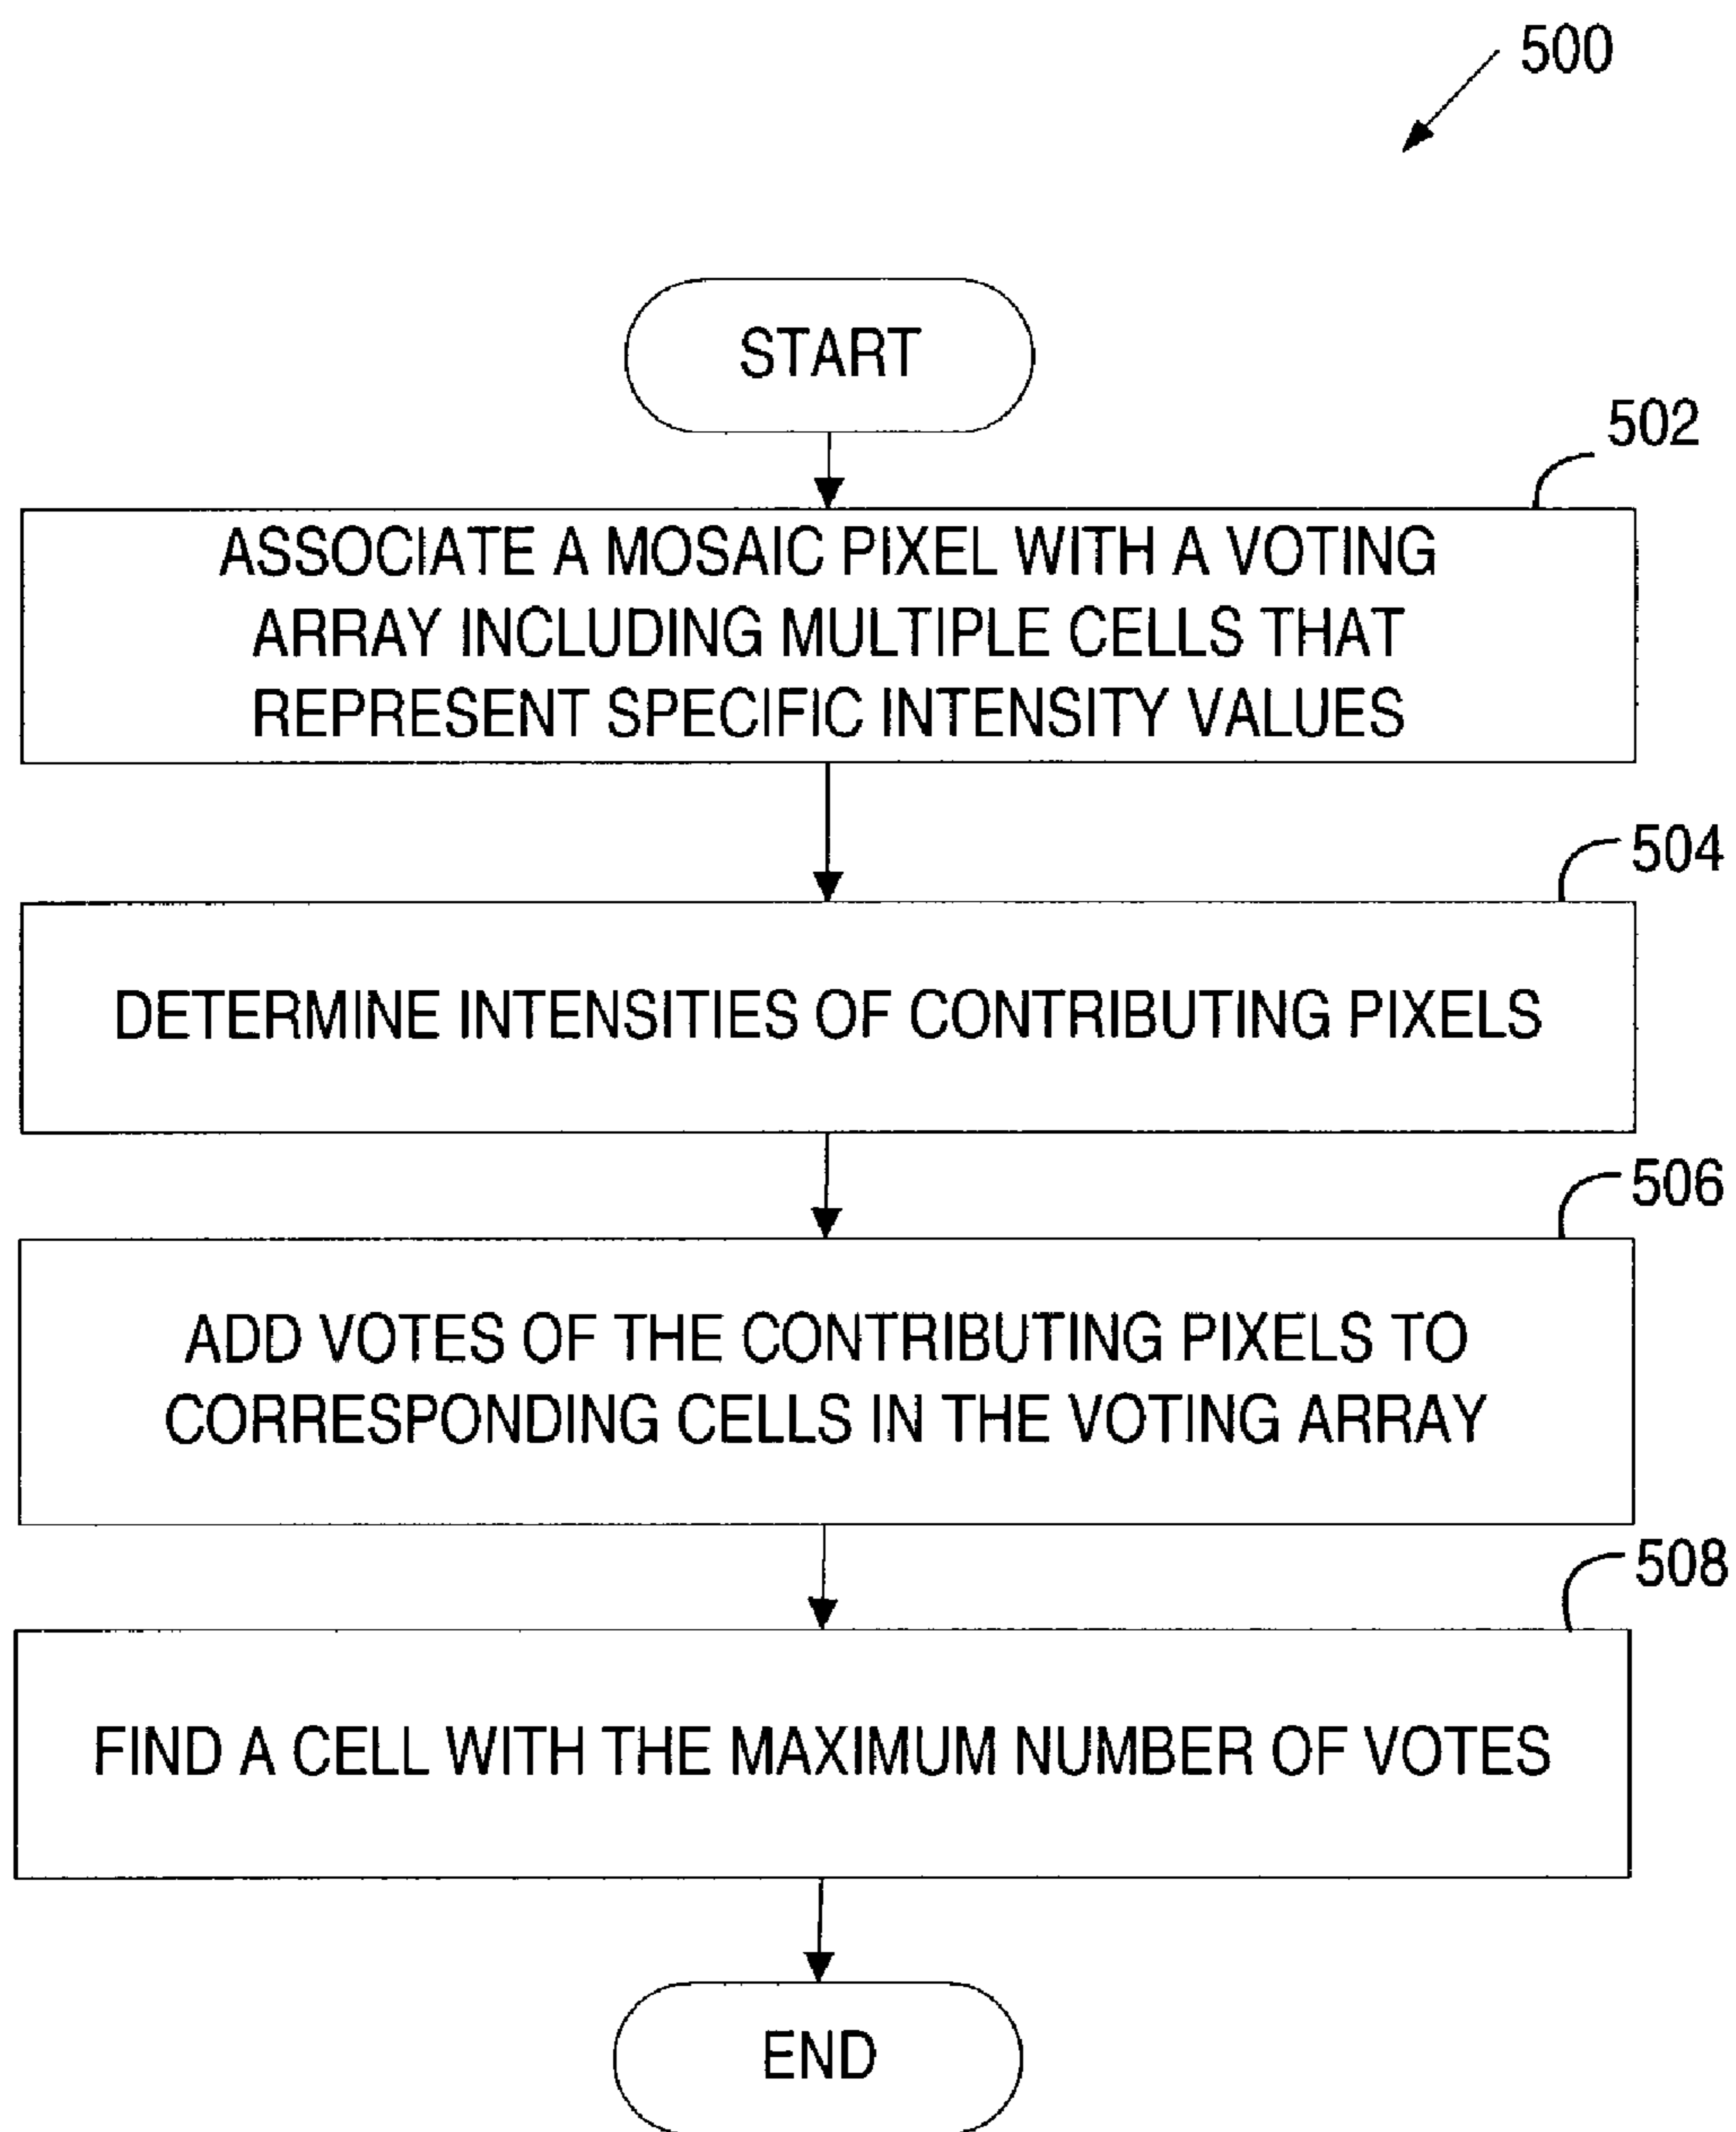 500
START
502
ASSOCIATE A MOSAIC PIXEL WITH A VOTING
ARRAY INCLUDING MULTIPLE CELLS THAT
REPRESENT SPECIFIC INTENSITY VALUES
504
DETERMINE INTENSITIES OF CONTRIBUTING PIXELS
506
ADD VOTES OF THE CONTRIBUTING PIXELS TO
CORRESPONDING CELLS IN THE VOTING ARRAY
508
FIND A CELL WITH THE MAXIMUM NUMBER OF VOTES
END